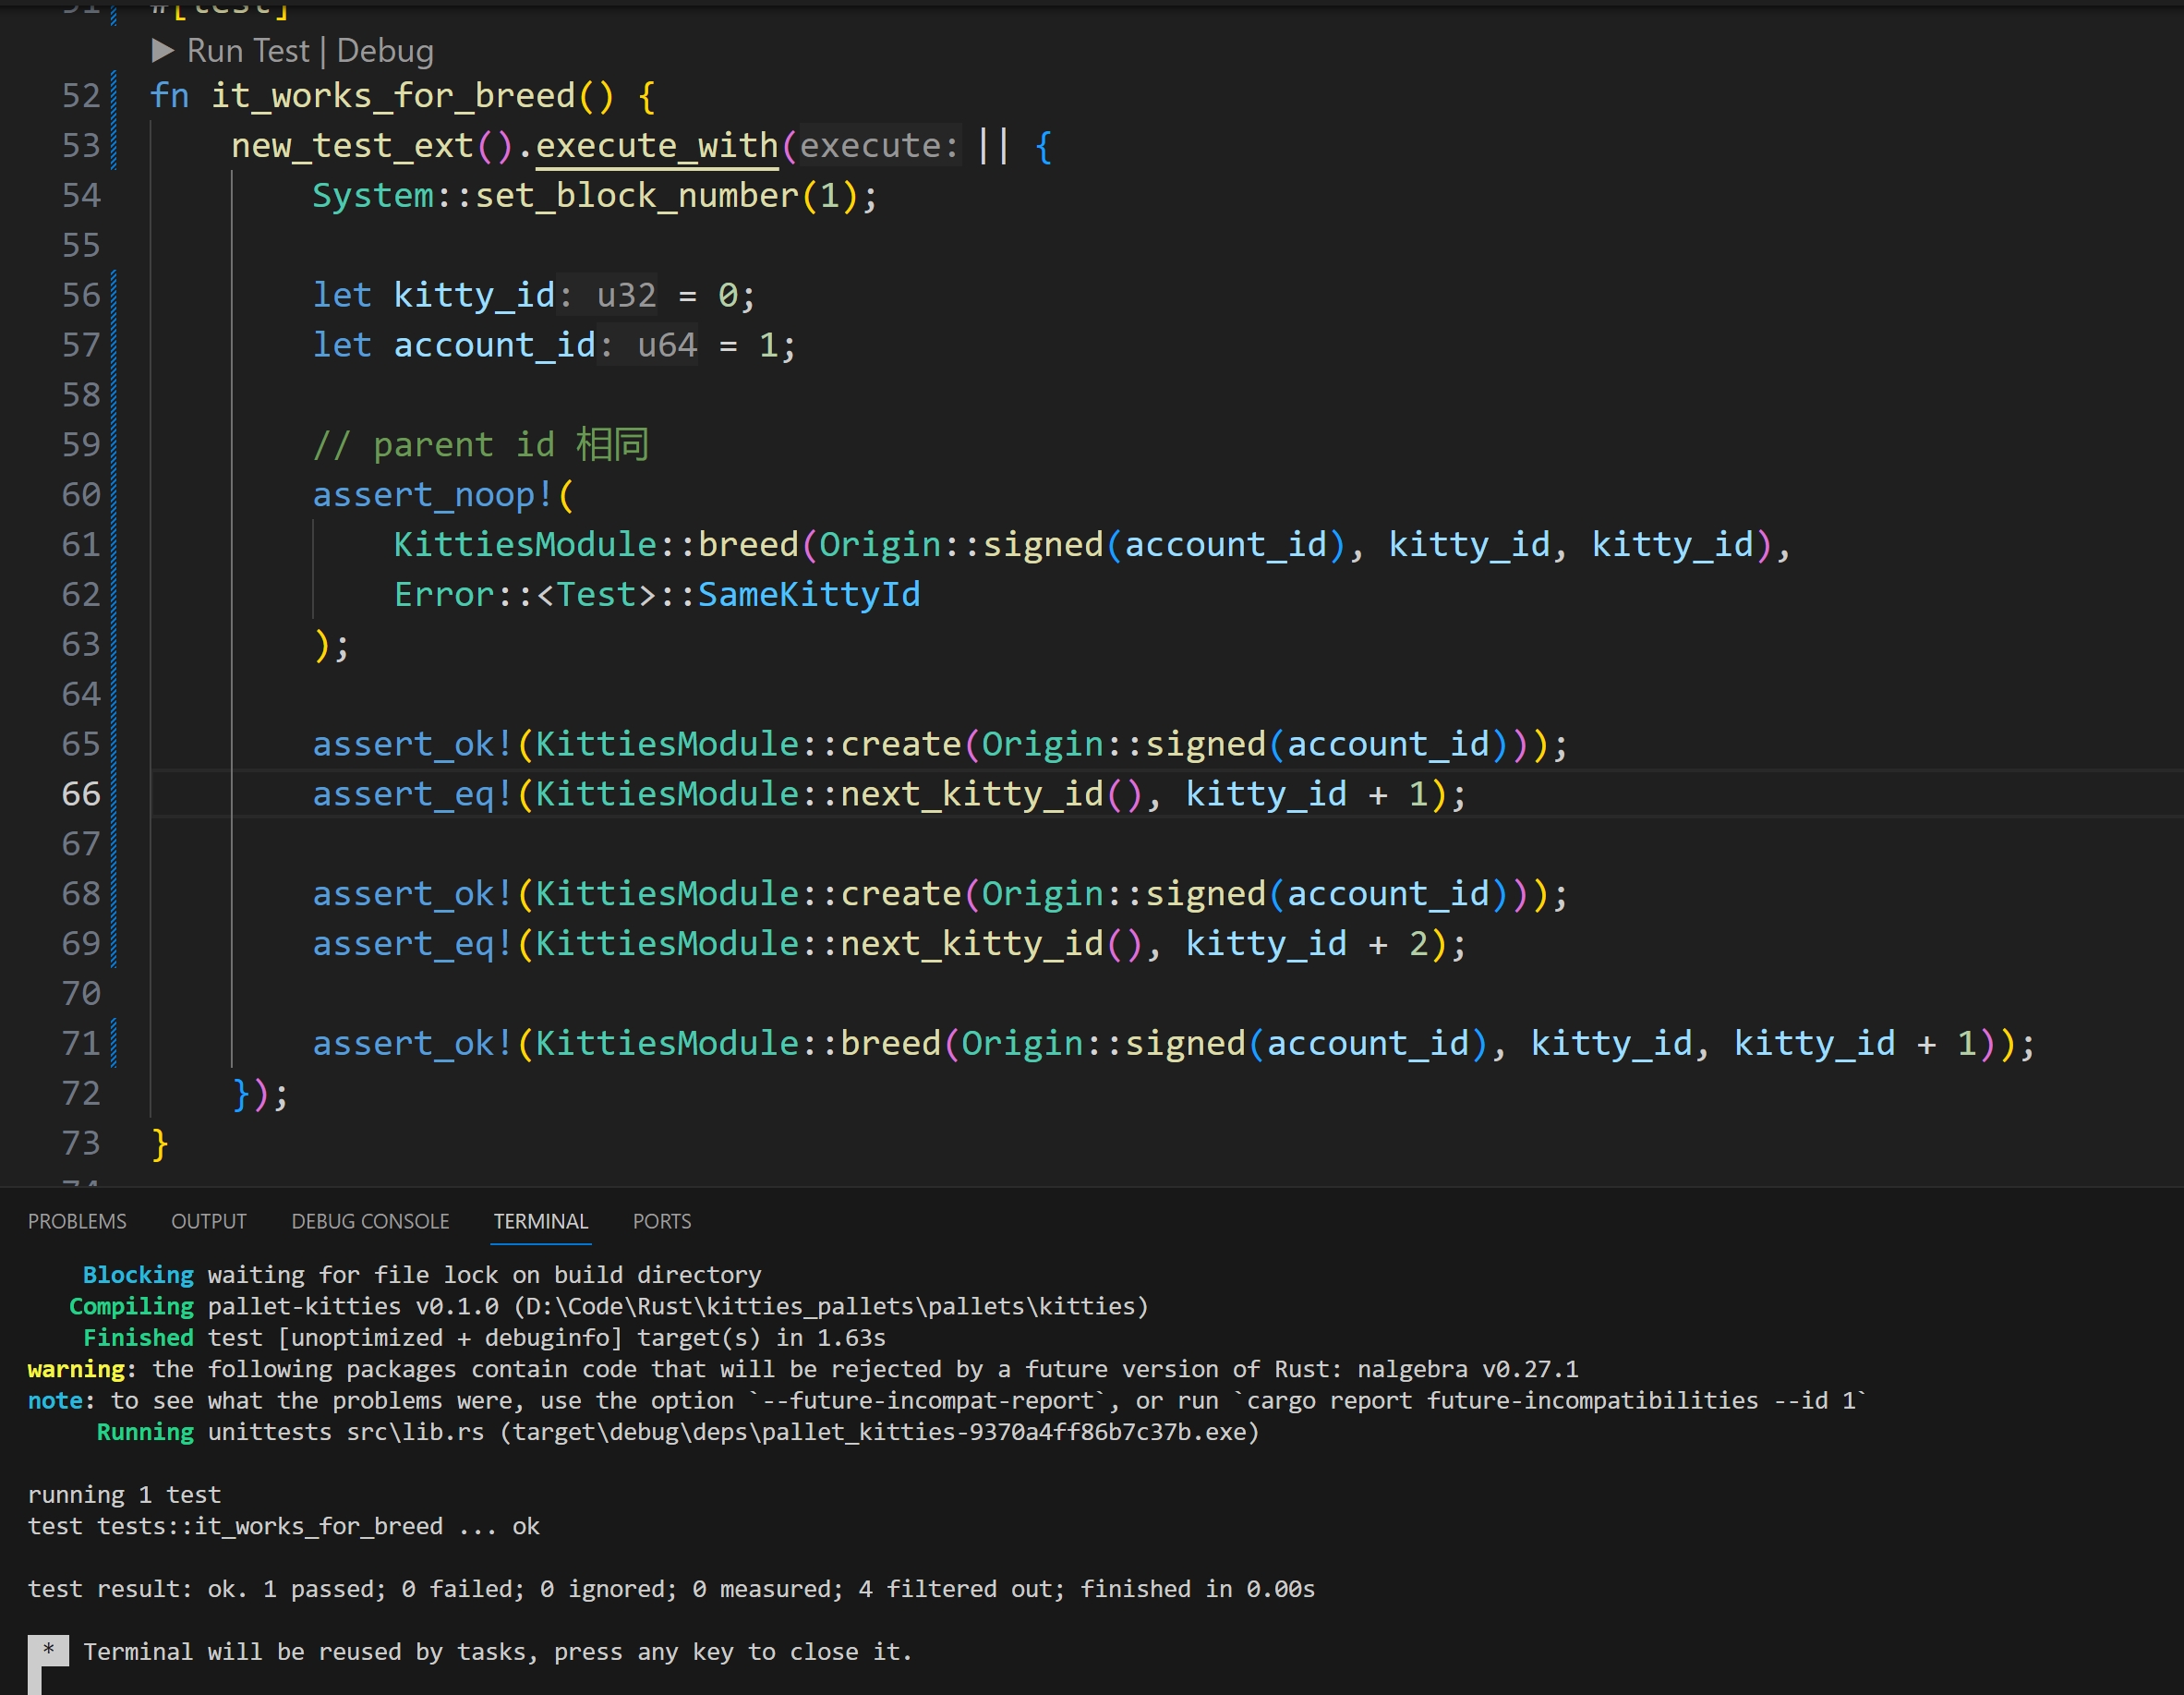 51 #[test]
▶ Run Test | Debug
52 fn it_works_for_breed() {
53 new_test_ext().execute_with(execute: || {
54 System::set_block_number(1);
55
56 let kitty_id: u32 = 0;
57 let account_id: u64 = 1;
58
59 // parent id 相同
60 assert_noop!(
61 KittiesModule::breed(Origin::signed(account_id), kitty_id, kitty_id),
62 Error::<Test>::SameKittyId
63 );
64
65 assert_ok!(KittiesModule::create(Origin::signed(account_id)));
66 assert_eq!(KittiesModule::next_kitty_id(), kitty_id + 1);
67
68 assert_ok!(KittiesModule::create(Origin::signed(account_id)));
69 assert_eq!(KittiesModule::next_kitty_id(), kitty_id + 2);
70
71 assert_ok!(KittiesModule::breed(Origin::signed(account_id), kitty_id, kitty_id + 1));
72 });
73 }
74
PROBLEMS OUTPUT DEBUG CONSOLE TERMINAL PORTS
Blocking waiting for file lock on build directory
Compiling pallet-kitties v0.1.0 (D:\Code\Rust\kitties_pallets\pallets\kitties)
Finished test [unoptimized + debuginfo] target(s) in 1.63s
warning: the following packages contain code that will be rejected by a future version of Rust: nalgebra v0.27.1
note: to see what the problems were, use the option `--future-incompat-report`, or run `cargo report future-incompatibilities --id 1`
Running unittests src\lib.rs (target\debug\deps\pallet_kitties-9370a4ff86b7c37b.exe)
running 1 test
test tests::it_works_for_breed ... ok
test result: ok. 1 passed; 0 failed; 0 ignored; 0 measured; 4 filtered out; finished in 0.00s
* Terminal will be reused by tasks, press any key to close it.